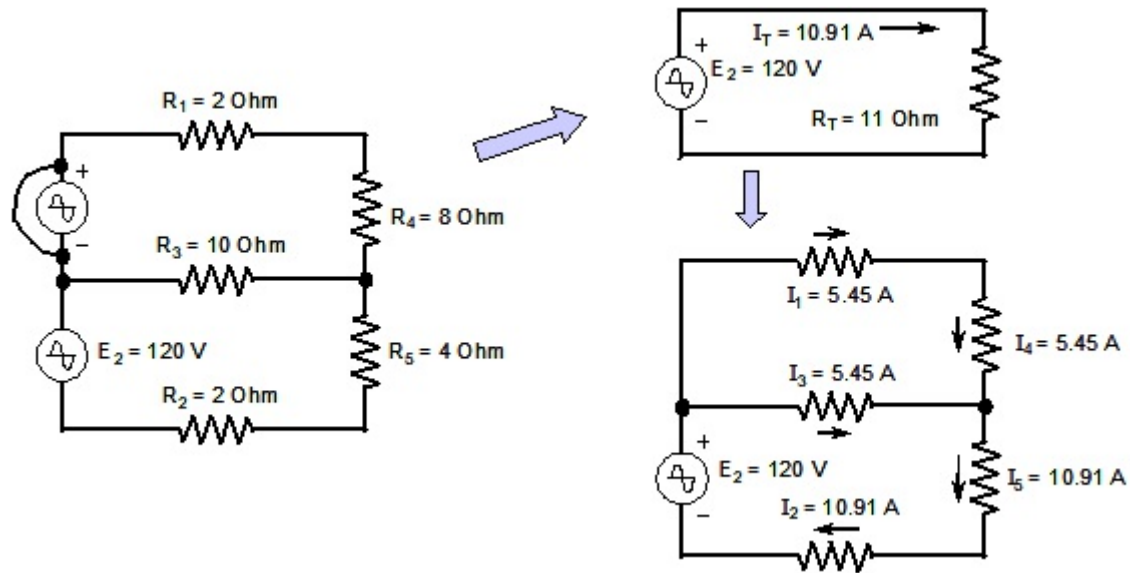 R₁ = 2 Ohm
+
−
R₄ = 8 Ohm
R₃ = 10 Ohm
E₂ = 120 V
R₅ = 4 Ohm
R₂ = 2 Ohm
I_T = 10.91 A
+
E₂ = 120 V
−
R_T = 11 Ohm
I₁ = 5.45 A
I₄ = 5.45 A
I₃ = 5.45 A
+
E₂ = 120 V
−
I₅ = 10.91 A
I₂ = 10.91 A